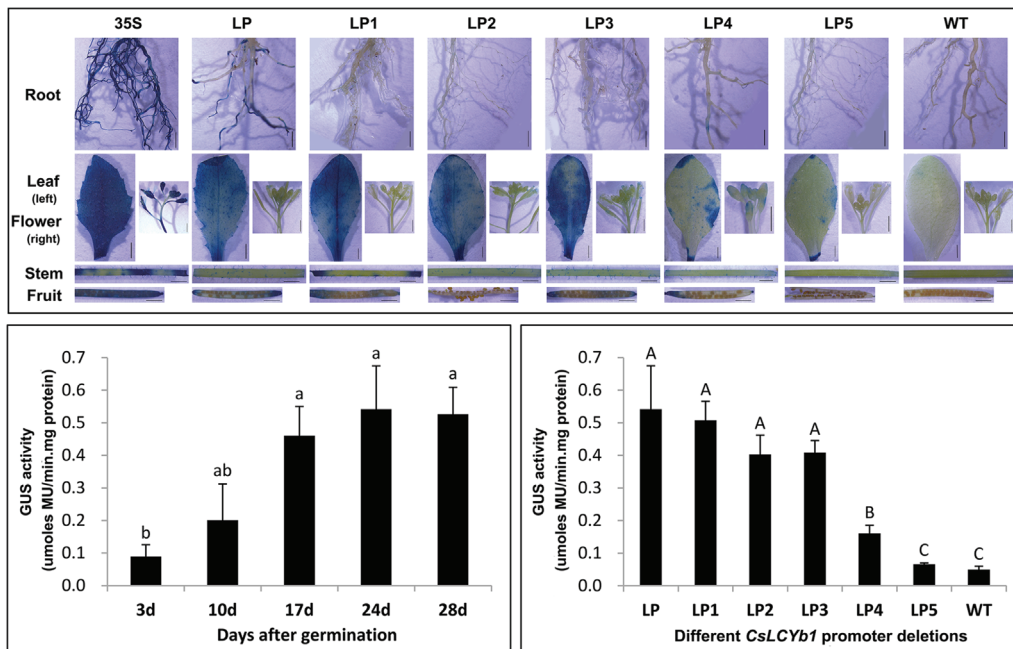 35S LP LP1 LP2 LP3 LP4 LP5 WT
Root
Leaf
(left)
Flower
(right)
Stem
Fruit
GUS activity
(umoles MU/min.mg protein)
0.7
0.6
0.5
0.4
0.3
0.2
0.1
0.0
b ab a a a
3d 10d 17d 24d 28d
Days after germination
GUS activity
(umoles MU/min.mg protein)
0.7
0.6
0.5
0.4
0.3
0.2
0.1
0.0
A A A A B C C
LP LP1 LP2 LP3 LP4 LP5 WT
Different CsLCYb1 promoter deletions